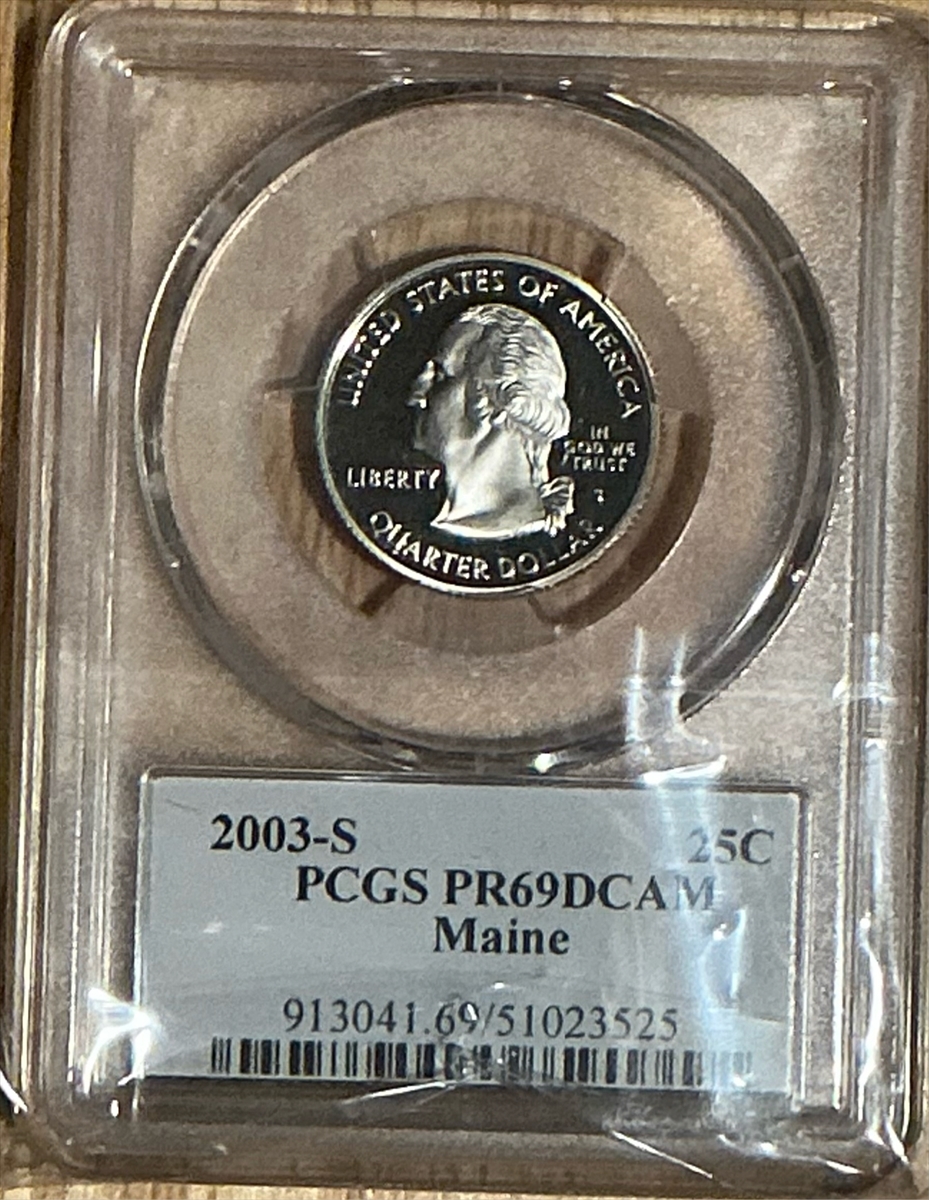 UNITED STATES OF AMERICA
IN
GOD WE
TRUST
LIBERTY
S
QUARTER DOLLAR
2003-S 25C
PCGS PR69DCAM
Maine
913041.69/51023525